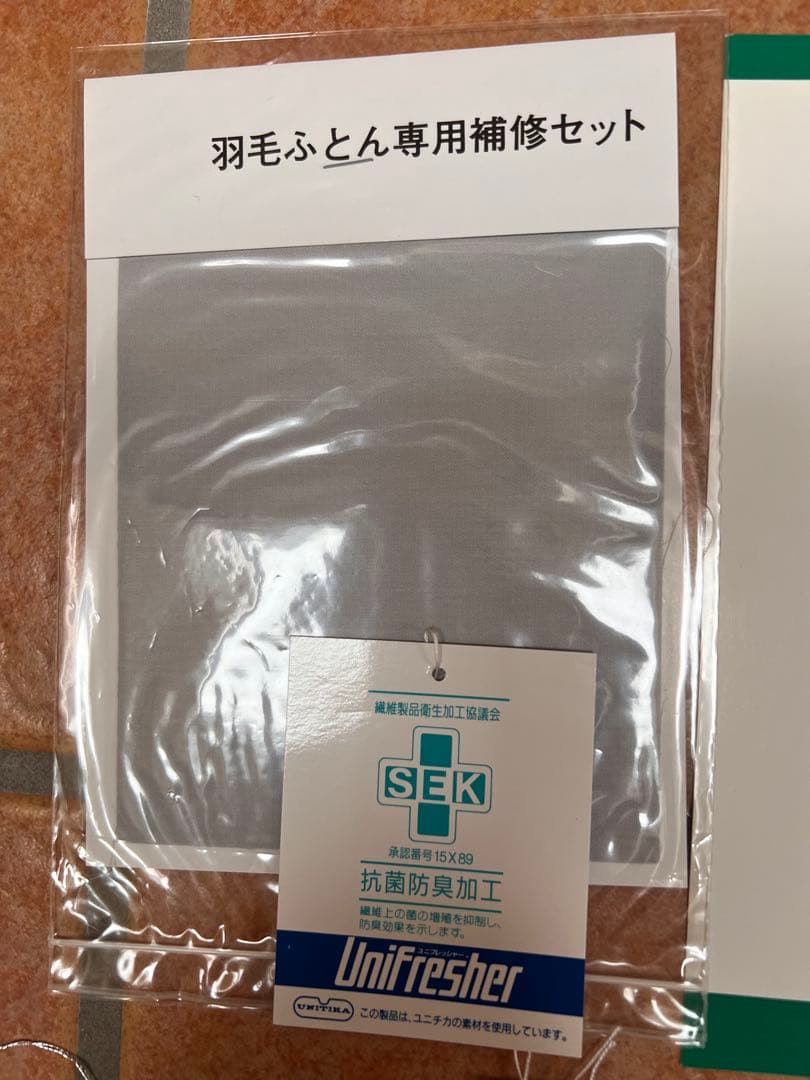 羽毛ふとん専用補修セット
繊維製品衛生加工協議会
SEK
承認番号15X89
抗菌防臭加工
繊維上の菌の増殖を抑制し、
防臭効果を示します。
ユニフレッシャー
UniFresher
UNITIKA
この製品は、ユニチカの素材を使用しています。